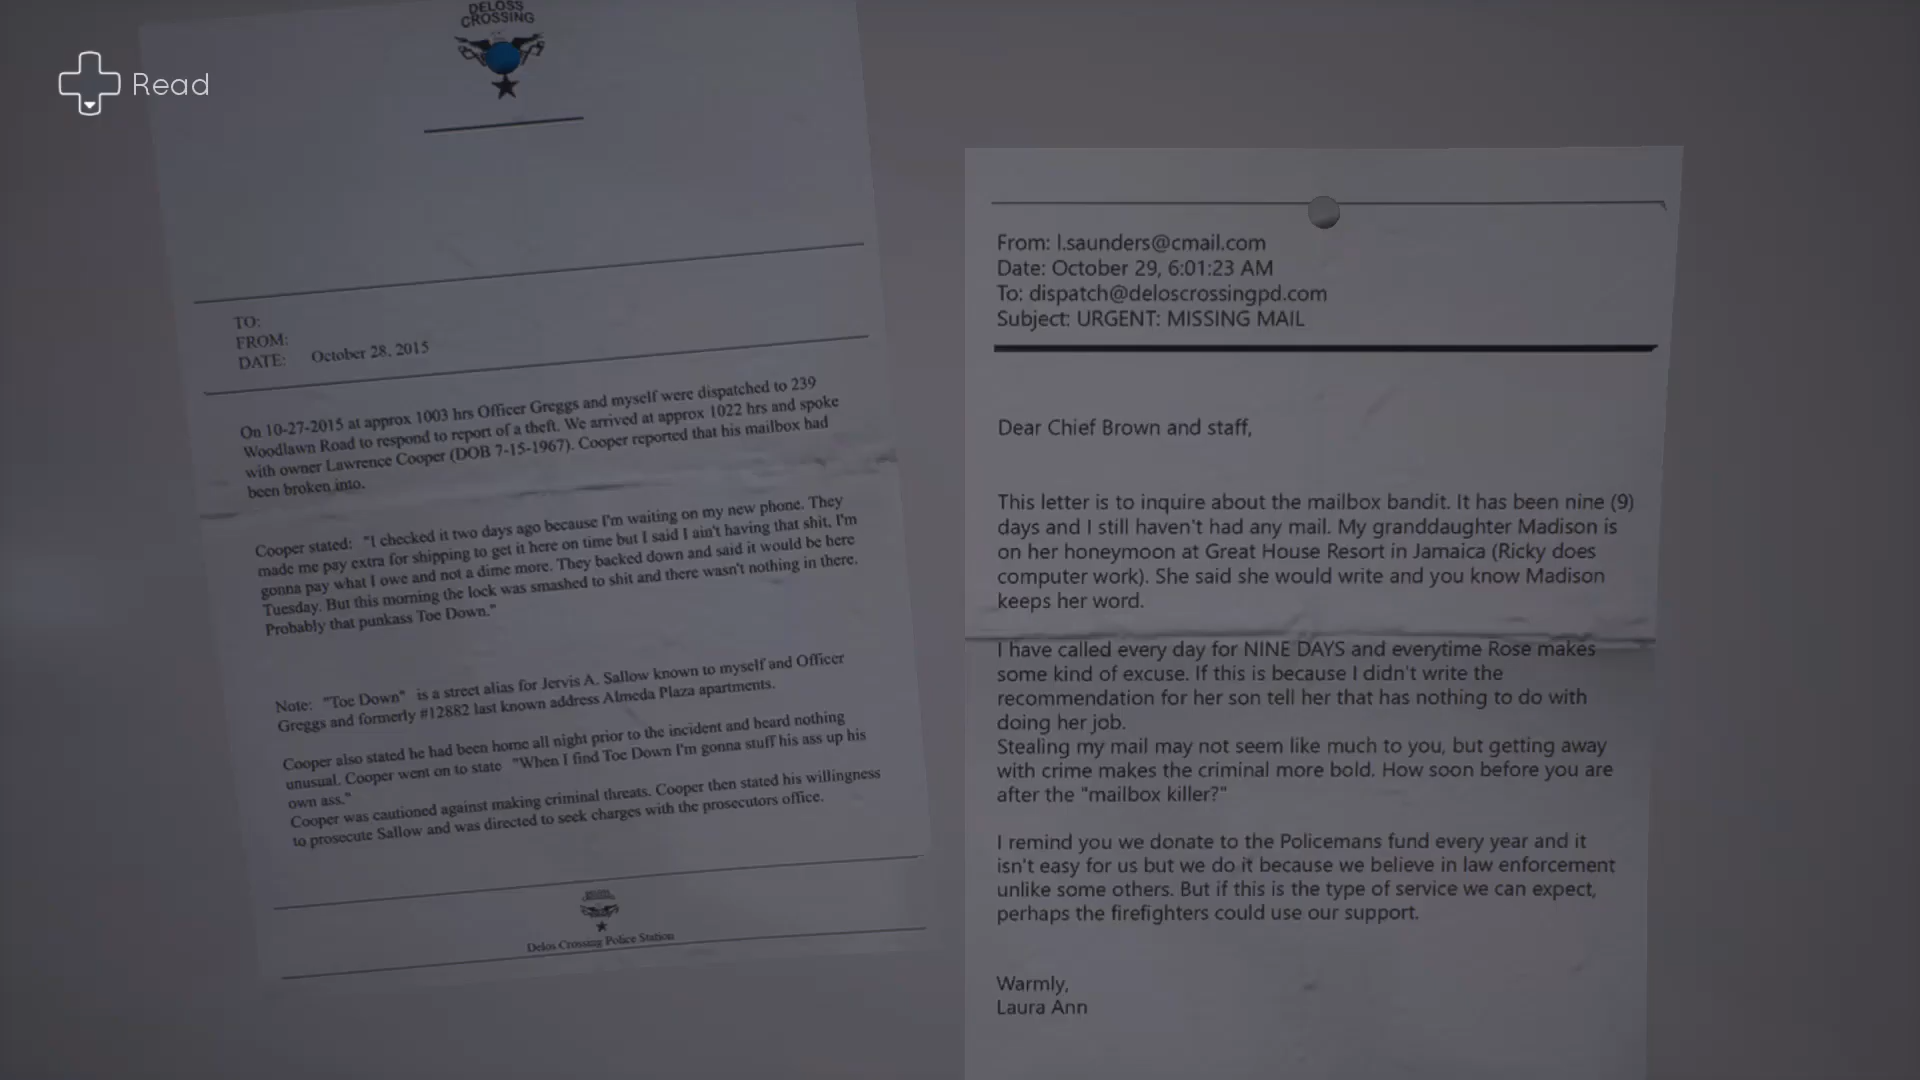 Read
DELOSS
CROSSING
TO:
FROM:
DATE: October 28, 2015
On 10-27-2015 at approx 1003 hrs Officer Greggs and myself were dispatched to 239
Woodlawn Road to respond to report of a theft. We arrived at approx 1022 hrs and spoke
with owner Lawrence Cooper (DOB 7-15-1967). Cooper reported that his mailbox had
been broken into.
Cooper stated: "I checked it two days ago because I'm waiting on my new phone. They
made me pay extra for shipping to get it here on time but I said I ain't having that shit, I'm
gonna pay what I owe and not a dime more. They backed down and said it would be here
Tuesday. But this morning the lock was smashed to shit and there wasn't nothing in there.
Probably that punkass Toe Down."
Note: "Toe Down" is a street alias for Jervis A. Sallow known to myself and Officer
Greggs and formerly #12882 last known address Almeda Plaza apartments.
Cooper also stated he had been home all night prior to the incident and heard nothing
unusual. Cooper went on to state "When I find Toe Down I'm gonna stuff his ass up his
own ass."
Cooper was cautioned against making criminal threats. Cooper then stated his willingness
to prosecute Sallow and was directed to seek charges with the prosecutors office.
Delos Crossing Police Station
From: l.saunders@cmail.com
Date: October 29, 6:01:23 AM
To: dispatch@deloscrossingpd.com
Subject: URGENT: MISSING MAIL
Dear Chief Brown and staff,
This letter is to inquire about the mailbox bandit. It has been nine (9)
days and I still haven't had any mail. My granddaughter Madison is
on her honeymoon at Great House Resort in Jamaica (Ricky does
computer work). She said she would write and you know Madison
keeps her word.
I have called every day for NINE DAYS and everytime Rose makes
some kind of excuse. If this is because I didn't write the
recommendation for her son tell her that has nothing to do with
doing her job.
Stealing my mail may not seem like much to you, but getting away
with crime makes the criminal more bold. How soon before you are
after the "mailbox killer?"
I remind you we donate to the Policemans fund every year and it
isn't easy for us but we do it because we believe in law enforcement
unlike some others. But if this is the type of service we can expect,
perhaps the firefighters could use our support.
Warmly,
Laura Ann